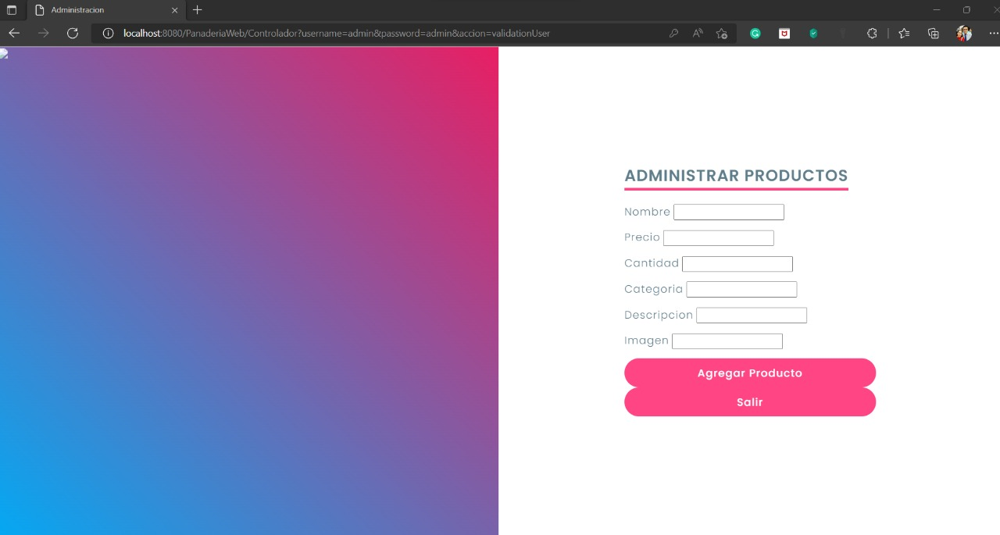 Administracion
localhost:8080/PanaderiaWeb/Controlador?username=admin&password=admin&accion=validationUser
ADMINISTRAR PRODUCTOS
Nombre
Precio
Cantidad
Categoria
Descripcion
Imagen
Agregar Producto
Salir